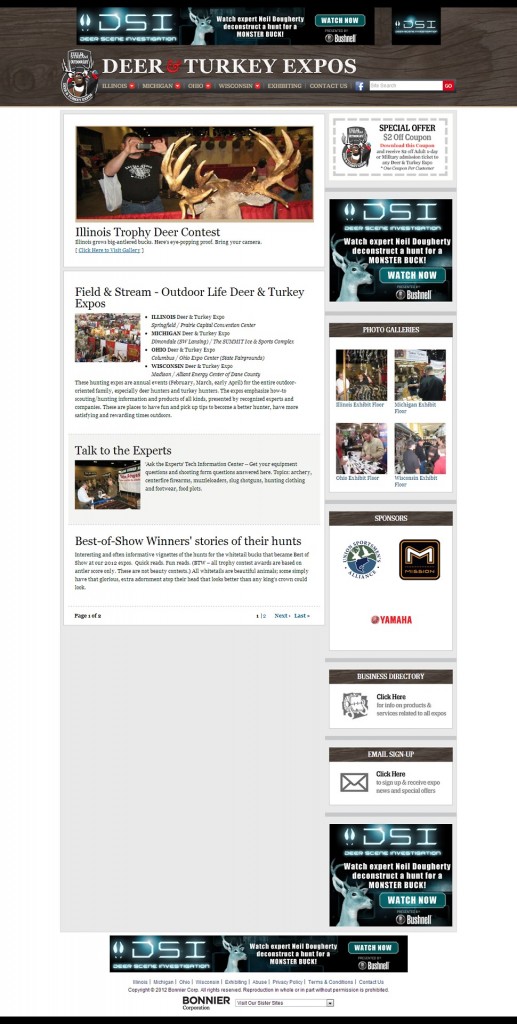 DSI
DEER SCENE INVESTIGATION
Watch expert Neil Dougherty
deconstruct a hunt for a
MONSTER BUCK!
WATCH NOW
PRESENTED BY
Bushnell
DSI
DEER SCENE INVESTIGATION
DEER & TURKEY EXPOS
ILLINOIS
MICHIGAN
OHIO
WISCONSIN
EXHIBITING
CONTACT US
Site Search
GO
Illinois Trophy Deer Contest
Illinois grows big-antlered bucks. Here's eye-popping proof. Bring your camera.
[ Click Here to Visit Gallery ]
Field & Stream - Outdoor Life Deer & Turkey
Expos
ILLINOIS Deer & Turkey Expo
Springfield / Prairie Capital Convention Center
MICHIGAN Deer & Turkey Expo
Dimondale (SW Lansing) / The SUMMIT Ice & Sports Complex
OHIO Deer & Turkey Expo
Columbus / Ohio Expo Center (State Fairgrounds)
WISCONSIN Deer & Turkey Expo
Madison / Alliant Energy Center of Dane County
These hunting expos are annual events (February, March, early April) for the entire outdoor-
oriented family, especially deer hunters and turkey hunters. The expos emphasize how-to
scouting/hunting information and products of all kinds, presented by recognized experts and
companies. These are places to have fun and pick up tips to become a better hunter, have more
satisfying and rewarding times outdoors.
Talk to the Experts
'Ask the Experts' Tech Information Center – Get your equipment
questions and shooting form questions answered here. Topics: archery,
centerfire firearms, muzzleloaders, slug shotguns, hunting clothing
and footwear, food plots.
Best-of-Show Winners' stories of their hunts
Interesting and often informative vignettes of the hunts for the whitetail bucks that became Best of
Show at our 2012 expos. Quick reads. Fun reads. (BTW – all trophy contest awards are based on
antler score only. These are not beauty contests.) All whitetails are beautiful animals; some simply
have that glorious, extra adornment atop their head that looks better than any king's crown could
look.
Page 1 of 2
1 | 2
Next ›
Last »
SPECIAL OFFER
$2 Off Coupon
Download this Coupon
and receive $2 off Adult 1-day
or Military admission ticket to
any Deer & Turkey Expo
* One Coupon Per Customer
DSI
DEER SCENE INVESTIGATION
Watch expert Neil Dougherty
deconstruct a hunt for a
MONSTER BUCK!
WATCH NOW
PRESENTED BY
Bushnell
PHOTO GALLERIES
Illinois Exhibit Floor
Michigan Exhibit
Floor
Ohio Exhibit Floor
Wisconsin Exhibit
Floor
SPONSORS
MISSION
YAMAHA
BUSINESS DIRECTORY
Click Here
for info on products &
services related to all expos
EMAIL SIGN-UP
Click Here
to sign up & receive expo
news and special offers
DSI
DEER SCENE INVESTIGATION
Watch expert Neil Dougherty
deconstruct a hunt for a
MONSTER BUCK!
WATCH NOW
PRESENTED BY
Bushnell
DSI
DEER SCENE INVESTIGATION
Watch expert Neil Dougherty
deconstruct a hunt for a
MONSTER BUCK!
WATCH NOW
PRESENTED BY
Bushnell
Illinois | Michigan | Ohio | Wisconsin | Exhibiting | Abuse | Privacy Policy | Terms & Conditions | Contact Us
Copyright © 2012 Bonnier Corp. All rights reserved. Reproduction in whole or in part without permission is prohibited.
BONNIER
Corporation
Visit Our Sister Sites